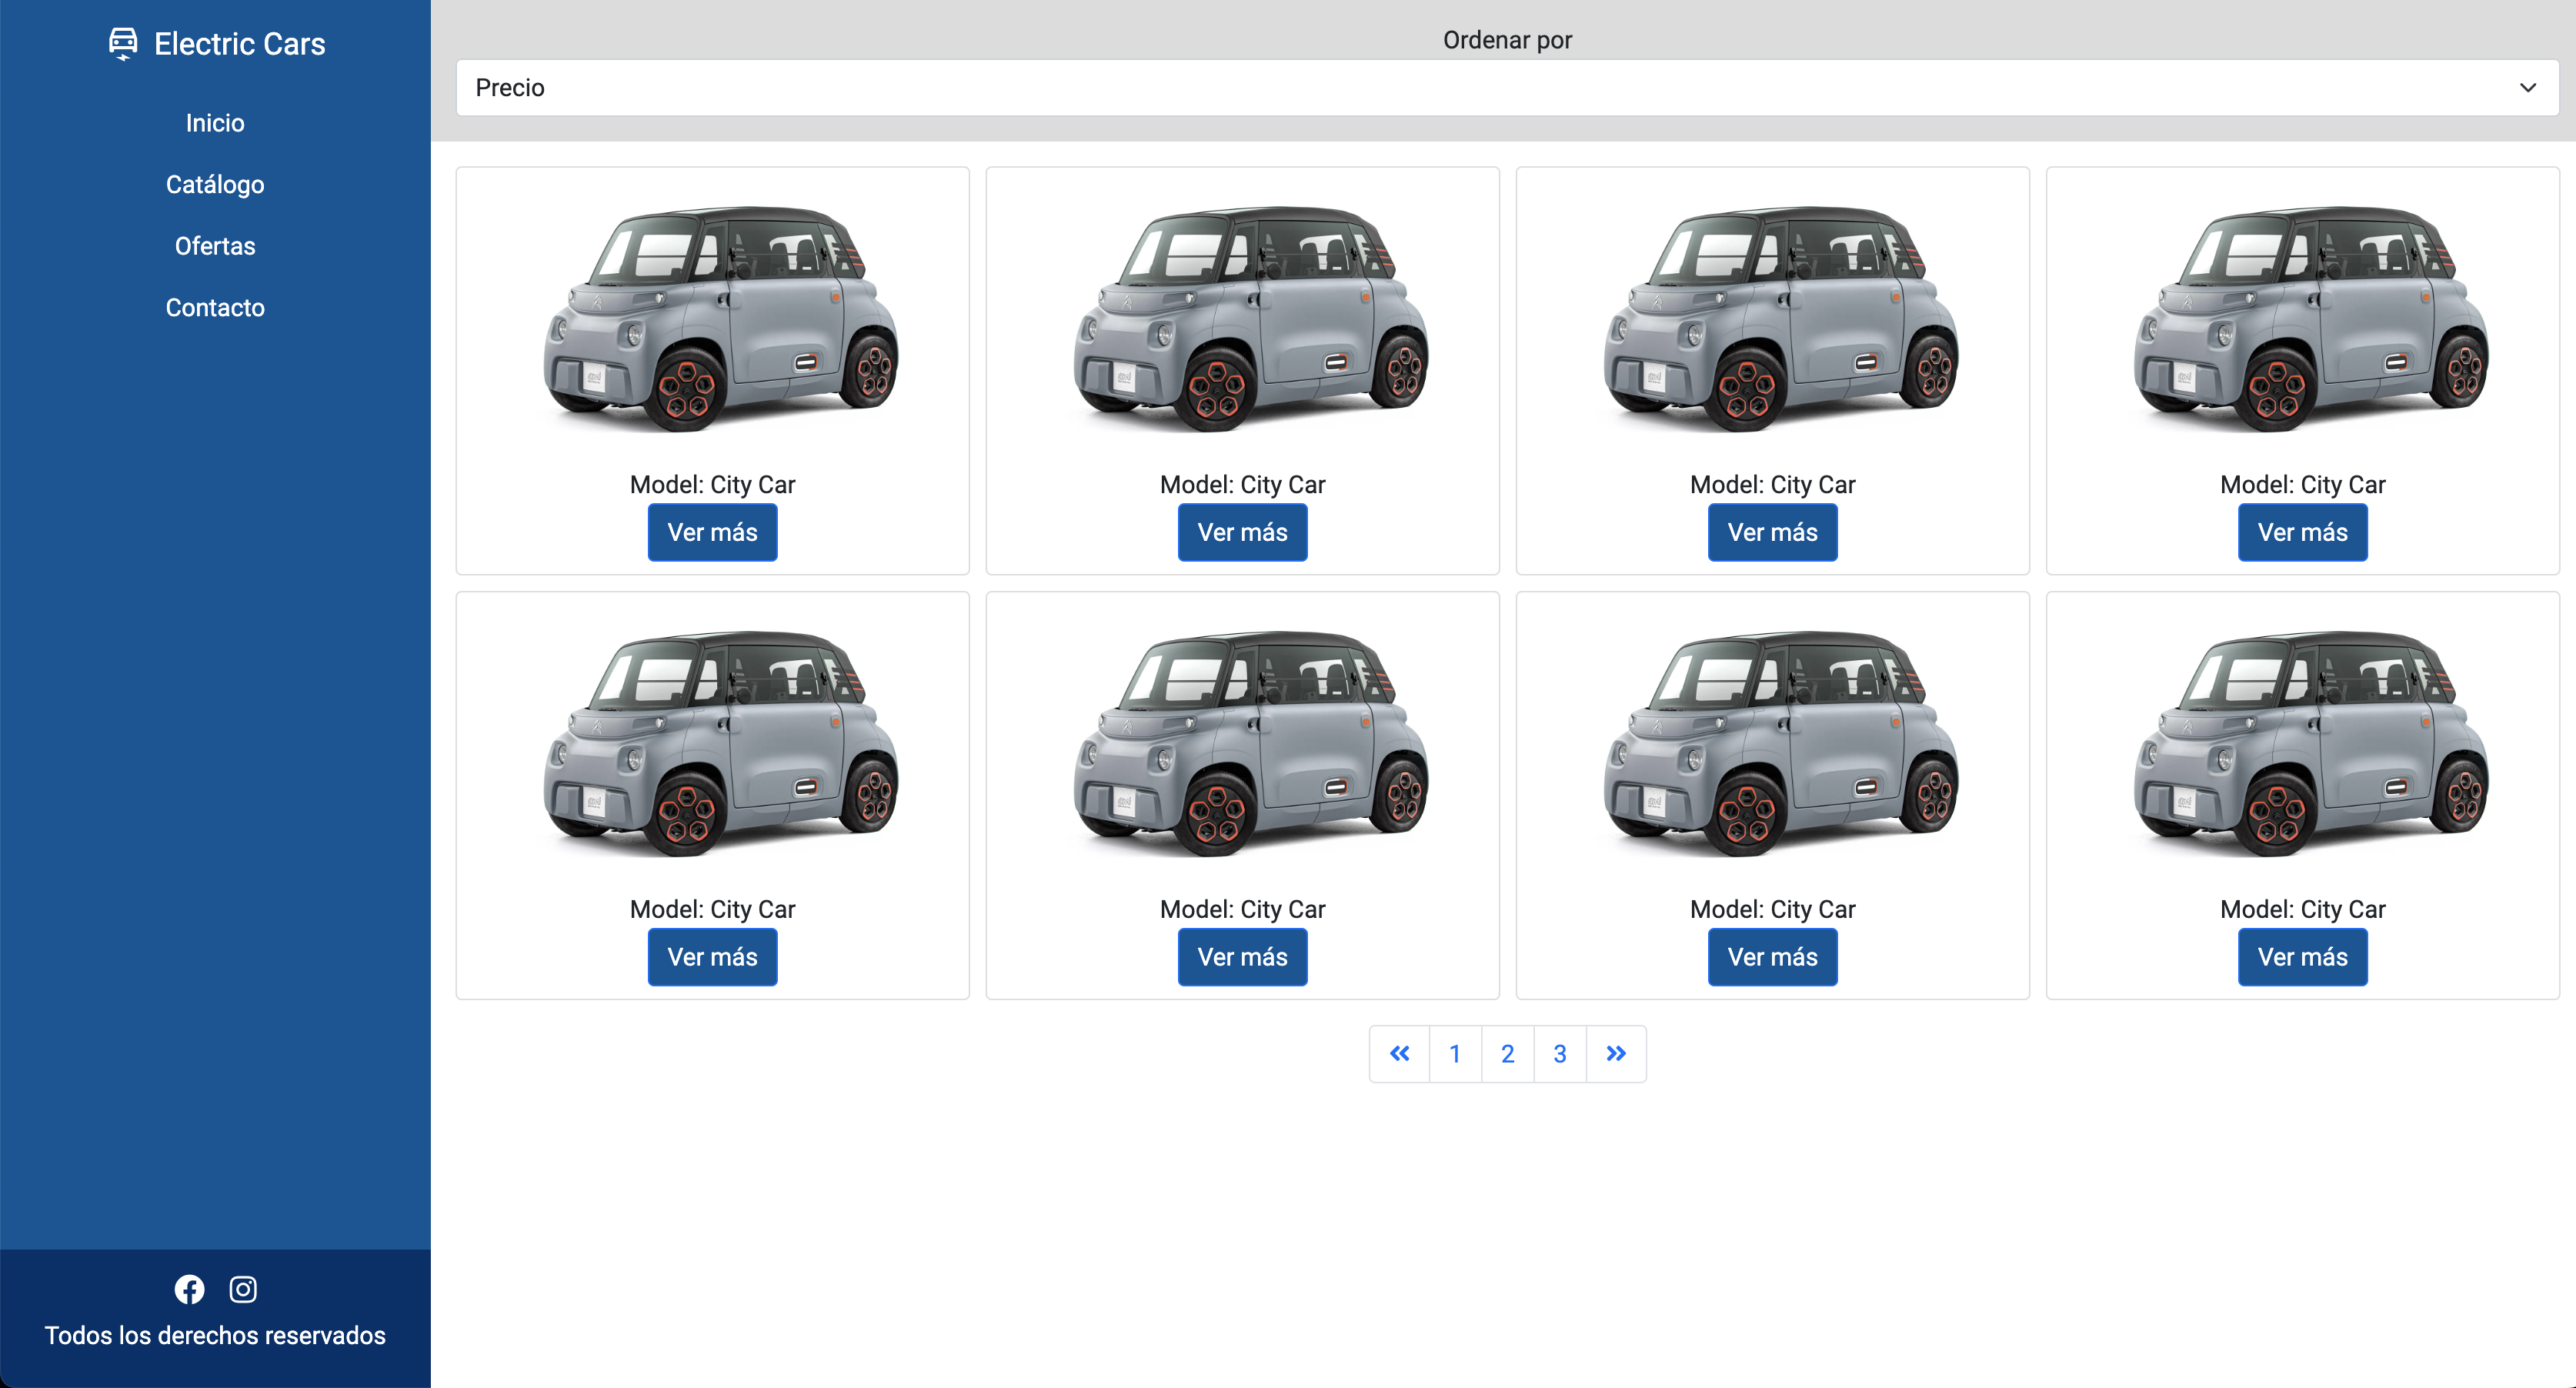 Electric Cars
Inicio
Catálogo
Ofertas
Contacto
Todos los derechos reservados
Ordenar por
Precio
Model: City Car
Ver más
Model: City Car
Ver más
Model: City Car
Ver más
Model: City Car
Ver más
Model: City Car
Ver más
Model: City Car
Ver más
Model: City Car
Ver más
Model: City Car
Ver más
« 1 2 3 »